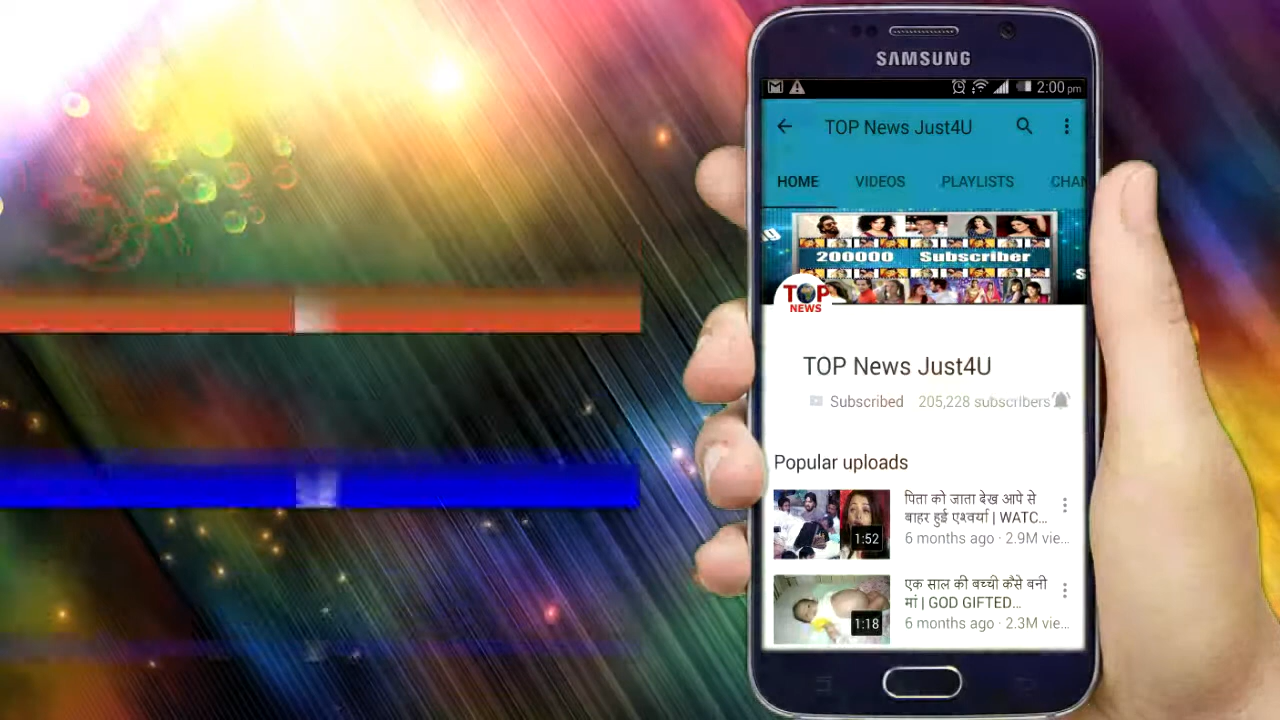 SAMSUNG
2:00 pm
TOP News Just4U
HOME VIDEOS PLAYLISTS CHAN
200000 Subscriber
TOP
NEWS
TOP News Just4U
Subscribed 205,228 subscribers
Popular uploads
पिता को जाता देख आपे से
बाहर हुई एश्वर्या | WATC...
1:52
6 months ago · 2.9M vie...
एक साल की बच्ची कैसे बनी
मां | GOD GIFTED...
1:18
6 months ago · 2.3M vie...